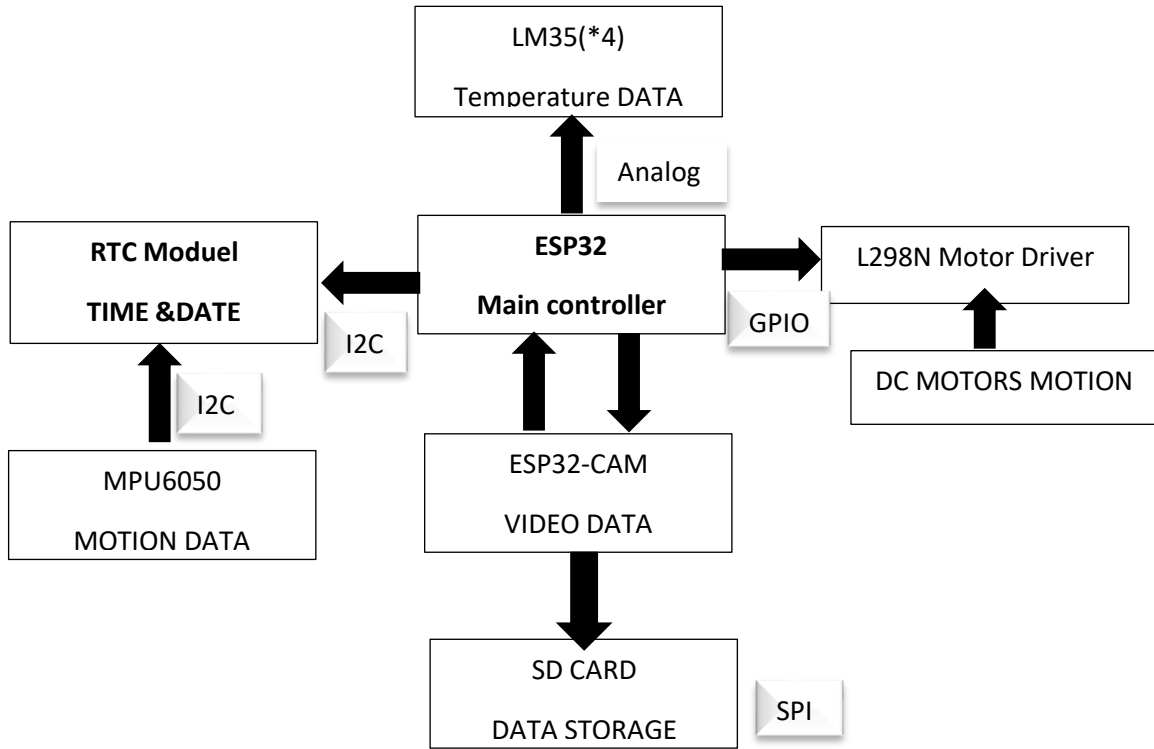 LM35(*4)
Temperature DATA
Analog
RTC Moduel
TIME &DATE
I2C
ESP32
Main controller
GPIO
L298N Motor Driver
DC MOTORS MOTION
I2C
MPU6050
MOTION DATA
ESP32-CAM
VIDEO DATA
SD CARD
DATA STORAGE
SPI